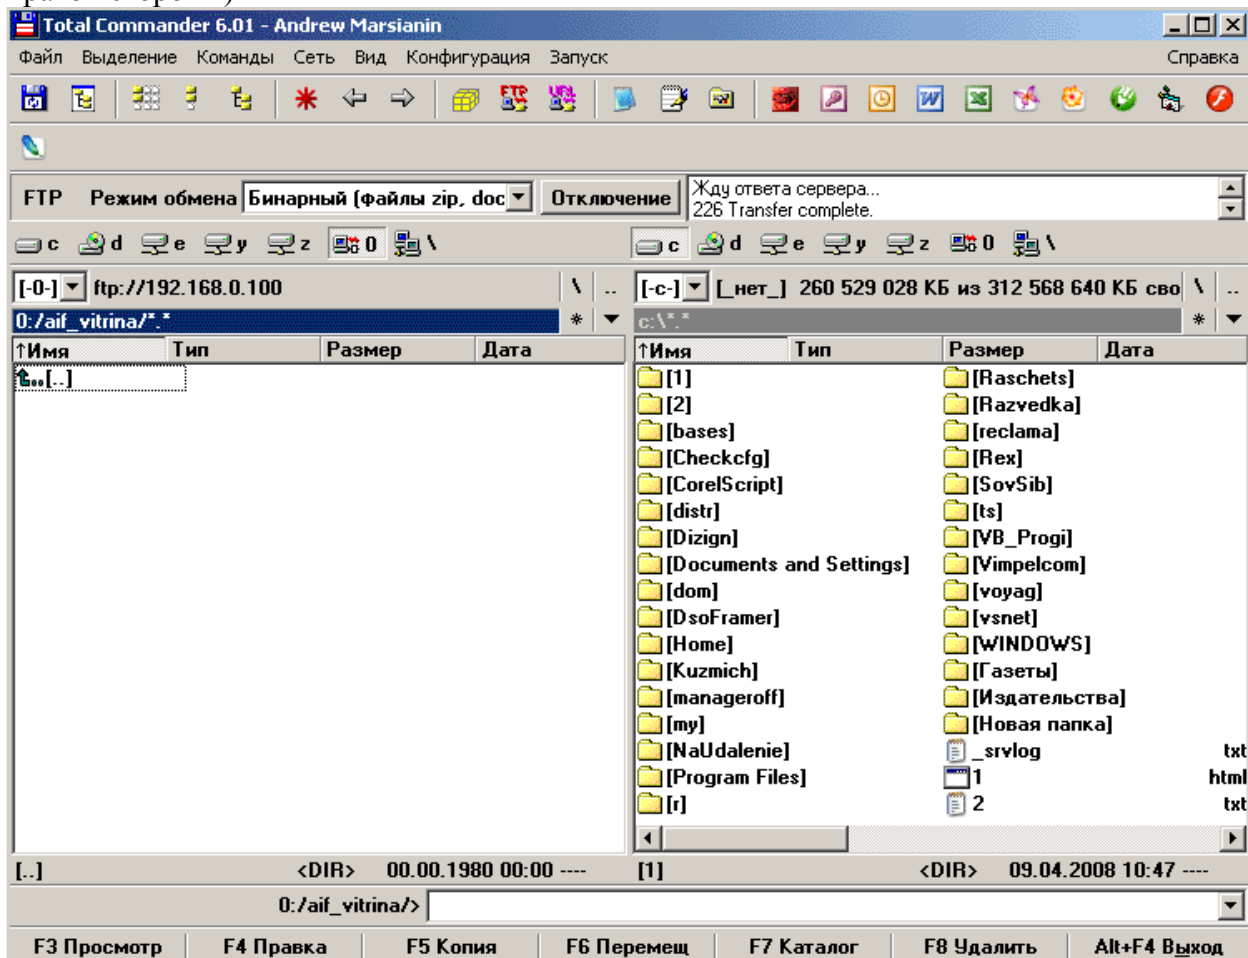 Total Commander 6.01 - Andrew Marsianin
Файл Выделение Команды Сеть Вид Конфигурация Запуск Справка
FTP Режим обмена Бинарный (файлы zip, doc Отключение
Жду ответа сервера...
226 Transfer complete.
c d e y z 0 \
c d e y z 0 \
[-0-] ftp://192.168.0.100 \ ..
[-c-] [_нет_] 260 529 028 КБ из 312 568 640 КБ сво \ ..
0:/aif_vitrina/*.* *
c:\*.* *
↑Имя Тип Размер Дата
↑Имя Тип Размер Дата
[..]
[1] [Raschets]
[2] [Razvedka]
[bases] [reclama]
[Checkcfg] [Rex]
[CorelScript] [SovSib]
[distr] [ts]
[Dizign] [VB_Progi]
[Documents and Settings] [Vimpelcom]
[dom] [voyag]
[DsoFramer] [vsnet]
[Home] [WINDOWS]
[Kuzmich] [Газеты]
[manageroff] [Издательства]
[my] [Новая папка]
[NaUdalenie] _srvlog txt
[Program Files] 1 html
[r] 2 txt
[..] <DIR> 00.00.1980 00:00 ----
[1] <DIR> 09.04.2008 10:47 ----
0:/aif_vitrina/>
F3 Просмотр F4 Правка F5 Копия F6 Перемещ F7 Каталог F8 Удалить Alt+F4 Выход